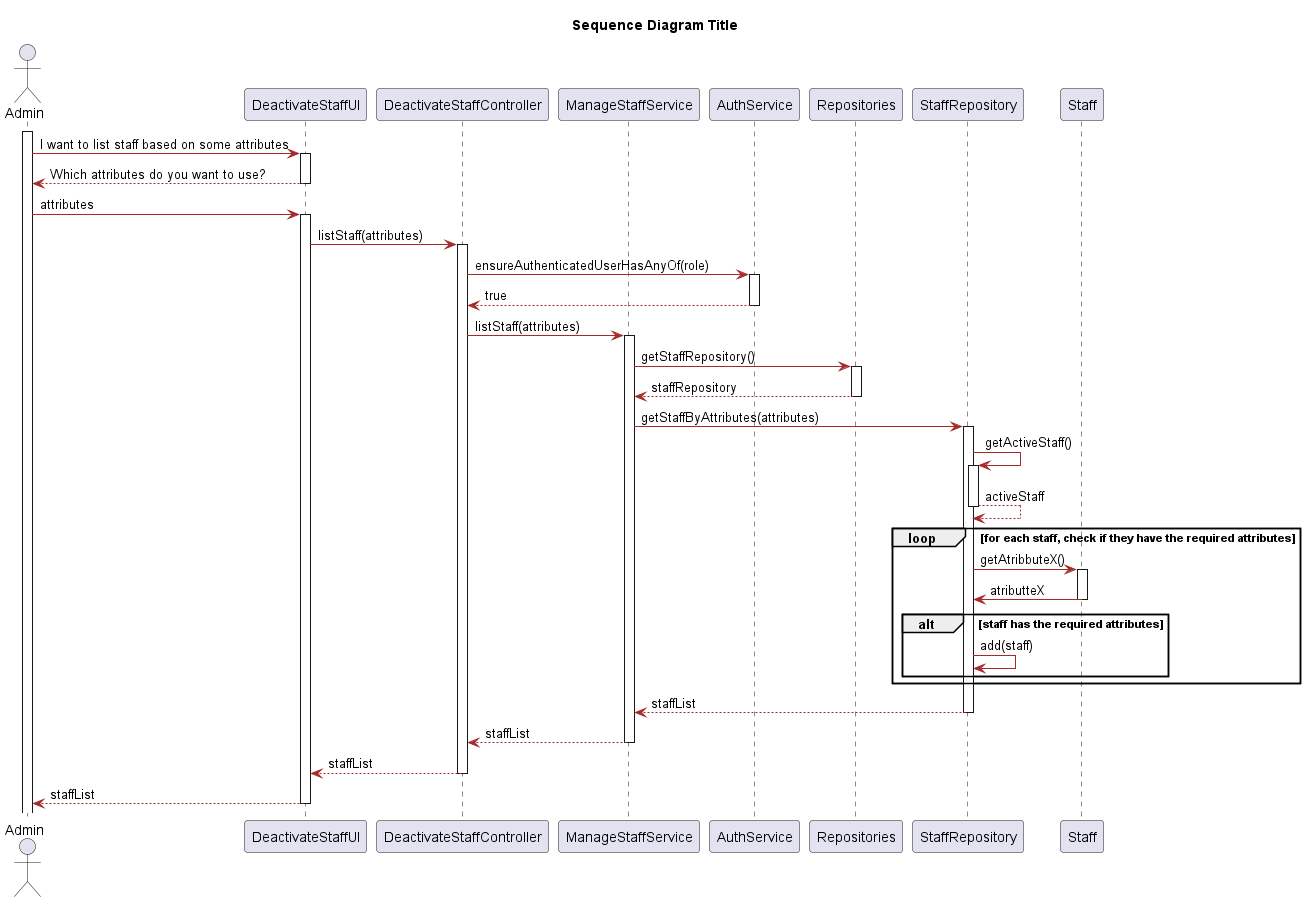 Sequence Diagram Title
Admin
DeactivateStaffUI
DeactivateStaffController
ManageStaffService
AuthService
Repositories
StaffRepository
Staff
I want to list staff based on some attributes
Which attributes do you want to use?
attributes
listStaff(attributes)
ensureAuthenticatedUserHasAnyOf(role)
true
listStaff(attributes)
getStaffRepository()
staffRepository
getStaffByAttributes(attributes)
getActiveStaff()
activeStaff
loop [for each staff, check if they have the required attributes]
getAtribbuteX()
atributteX
alt [staff has the required attributes]
add(staff)
staffList
staffList
staffList
staffList
Admin
DeactivateStaffUI
DeactivateStaffController
ManageStaffService
AuthService
Repositories
StaffRepository
Staff